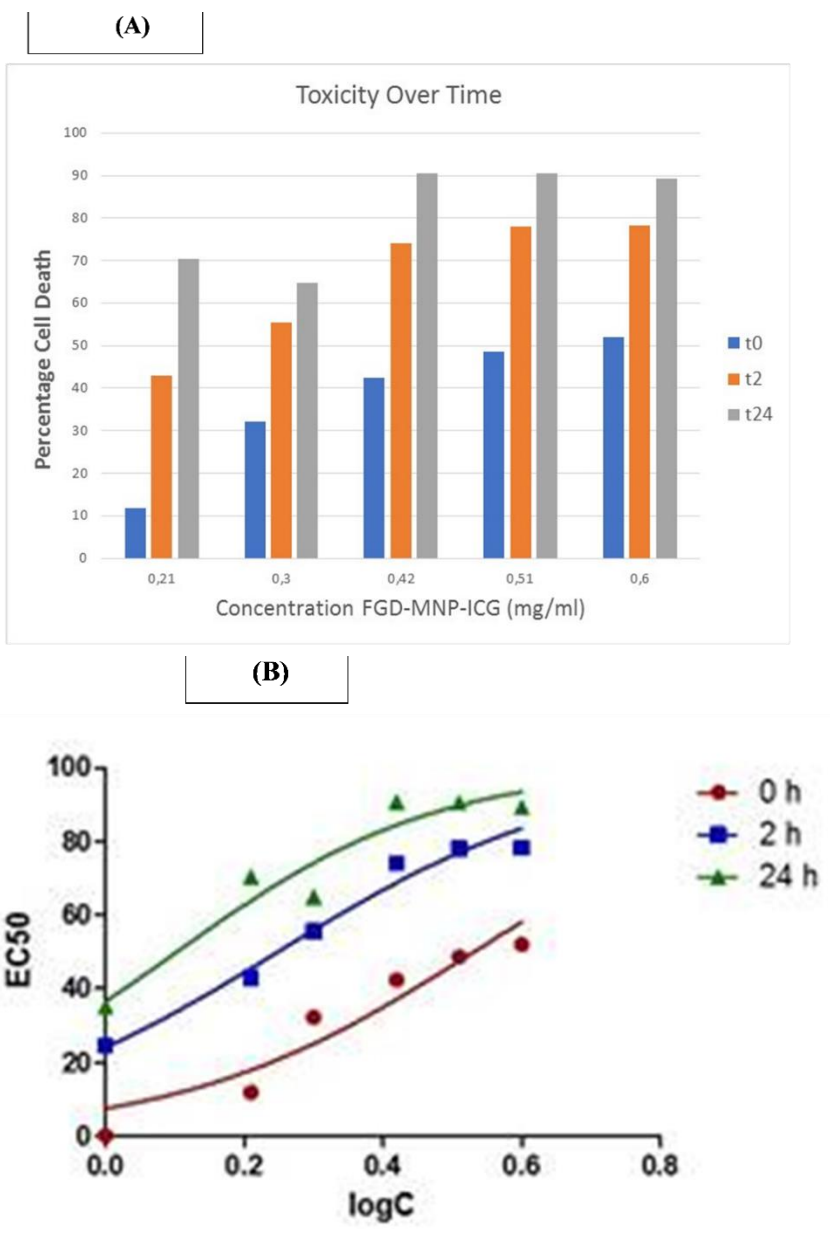 (A)
Toxicity Over Time
100
90
80
70
60
50
40
30
20
10
0
Percentage Cell Death
0,21 0,3 0,42 0,51 0,6
Concentration FGD-MNP-ICG (mg/ml)
t0
t2
t24
(B)
100
80
60
40
20
0
EC50
0.0 0.2 0.4 0.6 0.8
logC
0 h
2 h
24 h